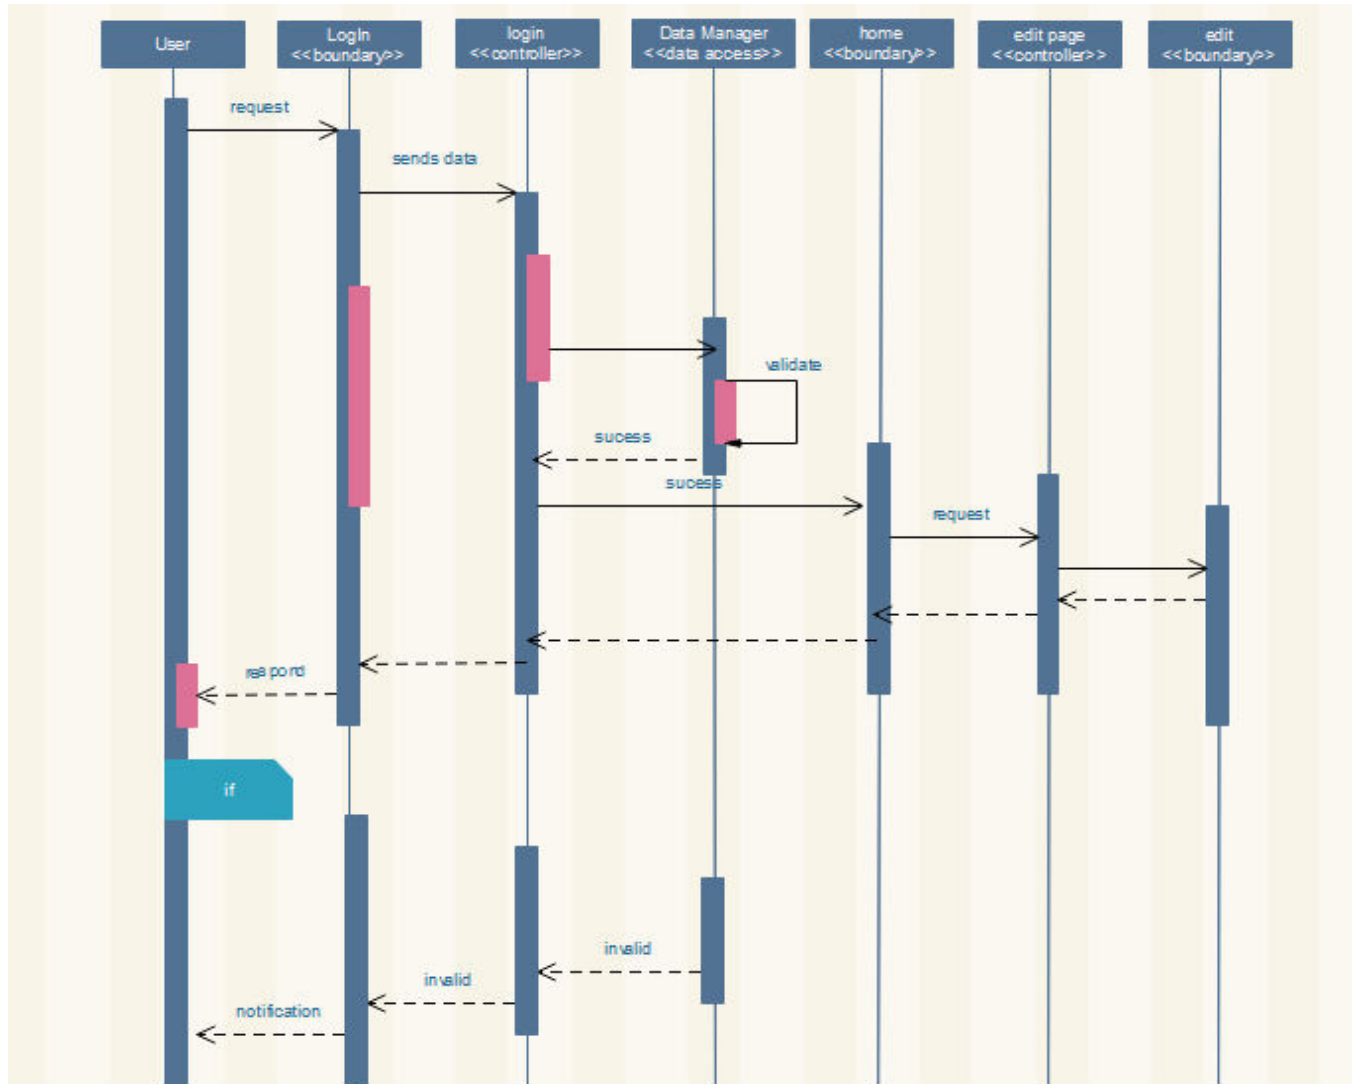 User
LogIn
<<boundary>>
login
<<controller>>
Data Manager
<<data access>>
home
<<boundary>>
edit page
<<controller>>
edit
<<boundary>>
request
sends data
validate
sucess
sucess
request
respond
if
invalid
invalid
notification